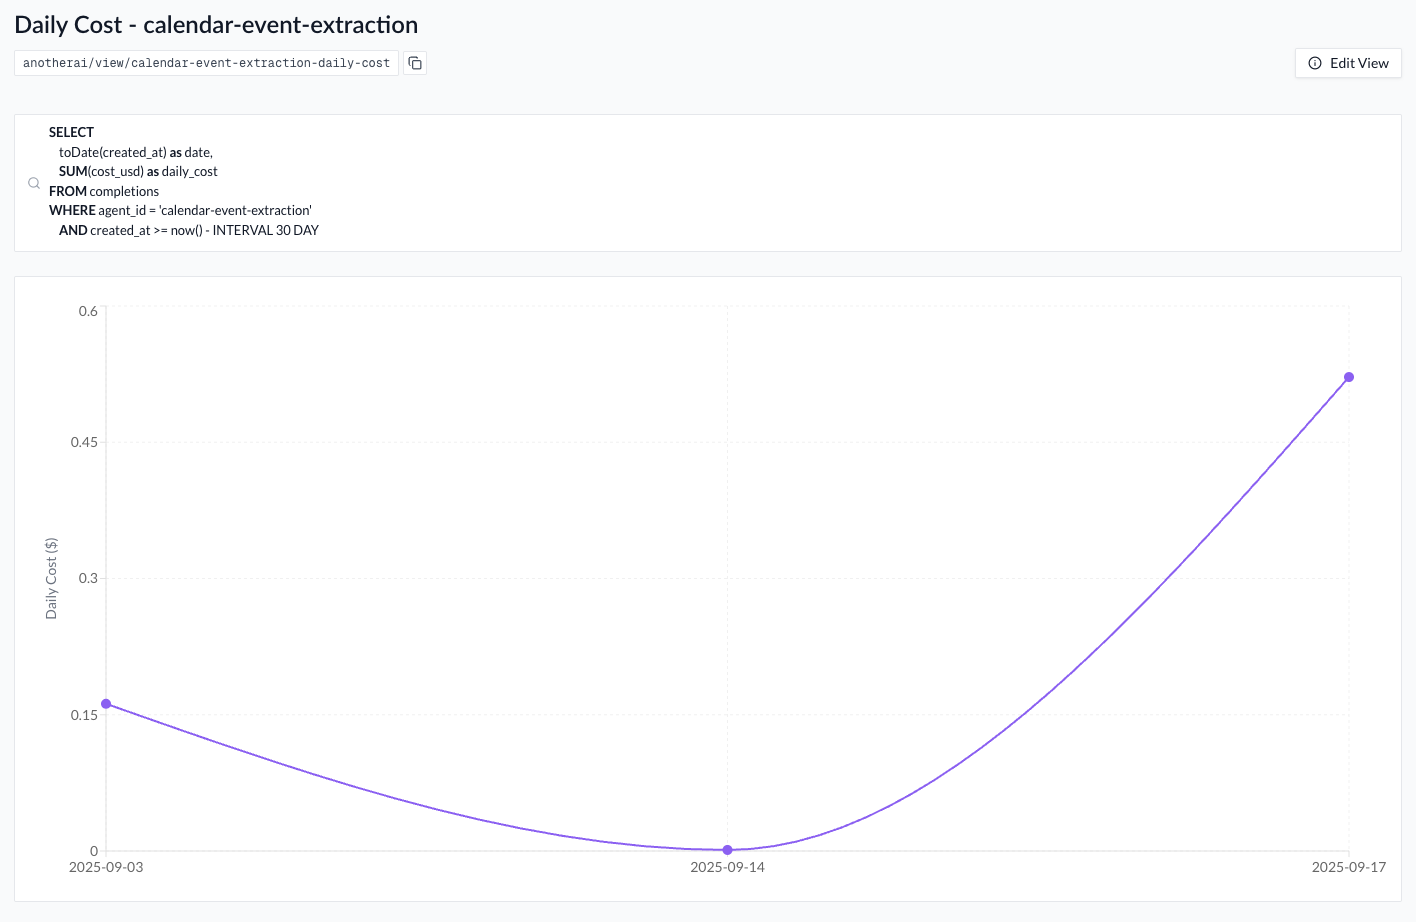 Daily Cost - calendar-event-extraction
anotherai/view/calendar-event-extraction-daily-cost
Edit View
SELECT
toDate(created_at) as date,
SUM(cost_usd) as daily_cost
FROM completions
WHERE agent_id = 'calendar-event-extraction'
AND created_at >= now() - INTERVAL 30 DAY
0.6
0.45
0.3
0.15
0
Daily Cost ($)
2025-09-03
2025-09-14
2025-09-17